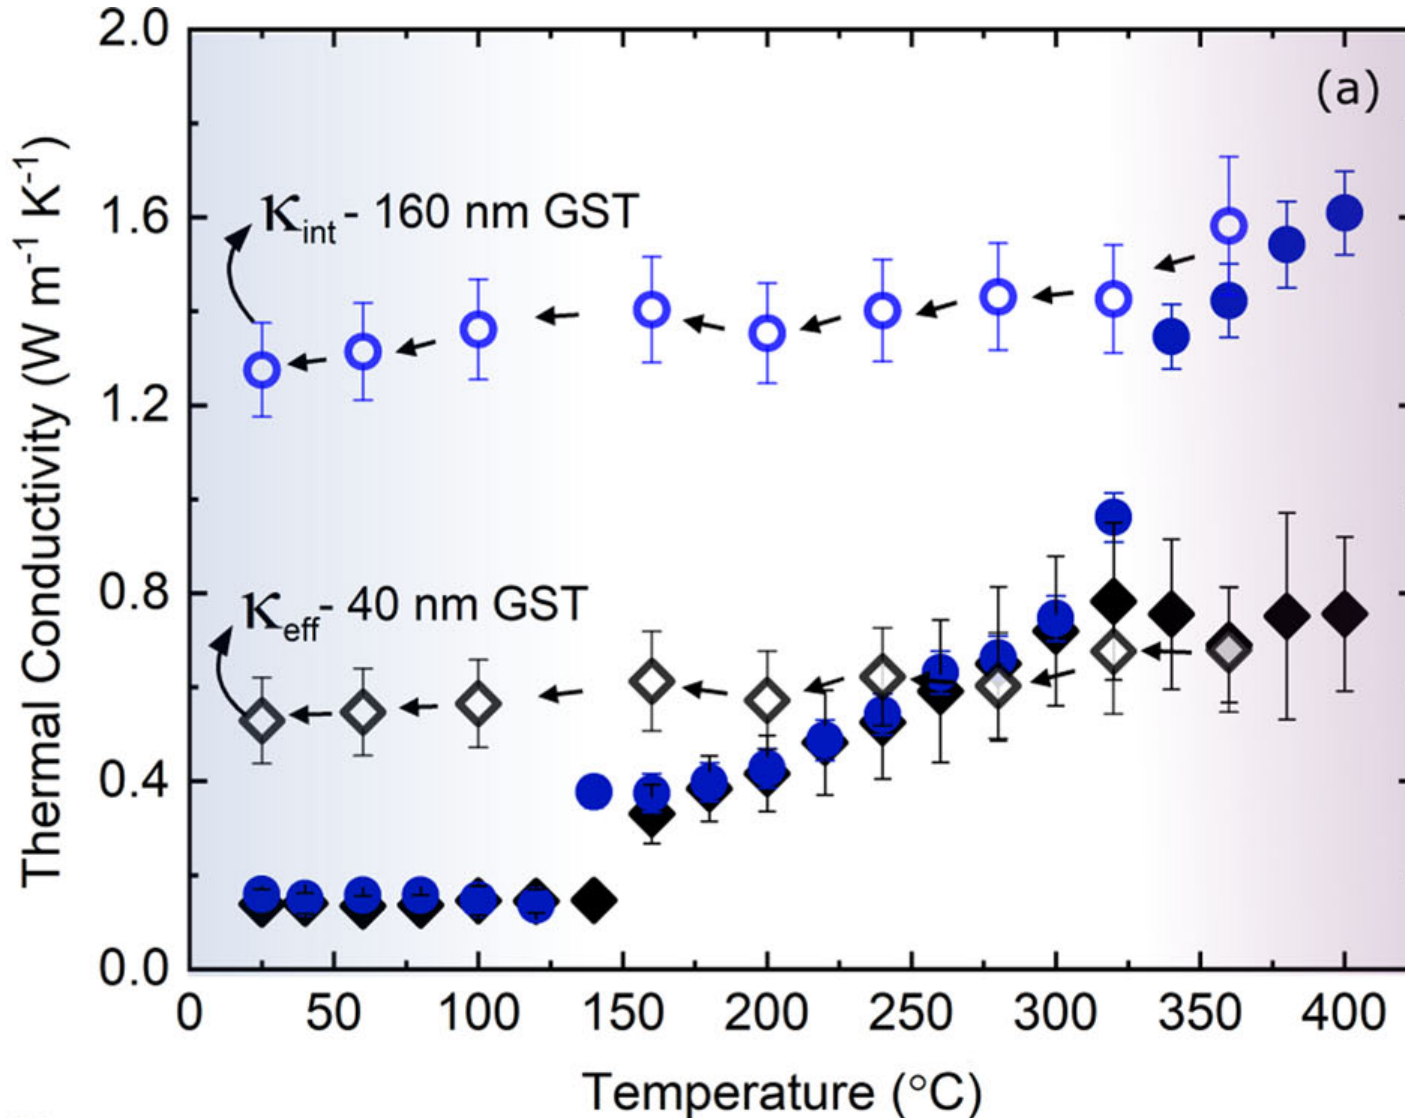 2.0
(a)
1.6
κint - 160 nm GST
1.2
0.8
κeff - 40 nm GST
0.4
0.0
0 50 100 150 200 250 300 350 400
Temperature (°C)
Thermal Conductivity (W m⁻¹ K⁻¹)